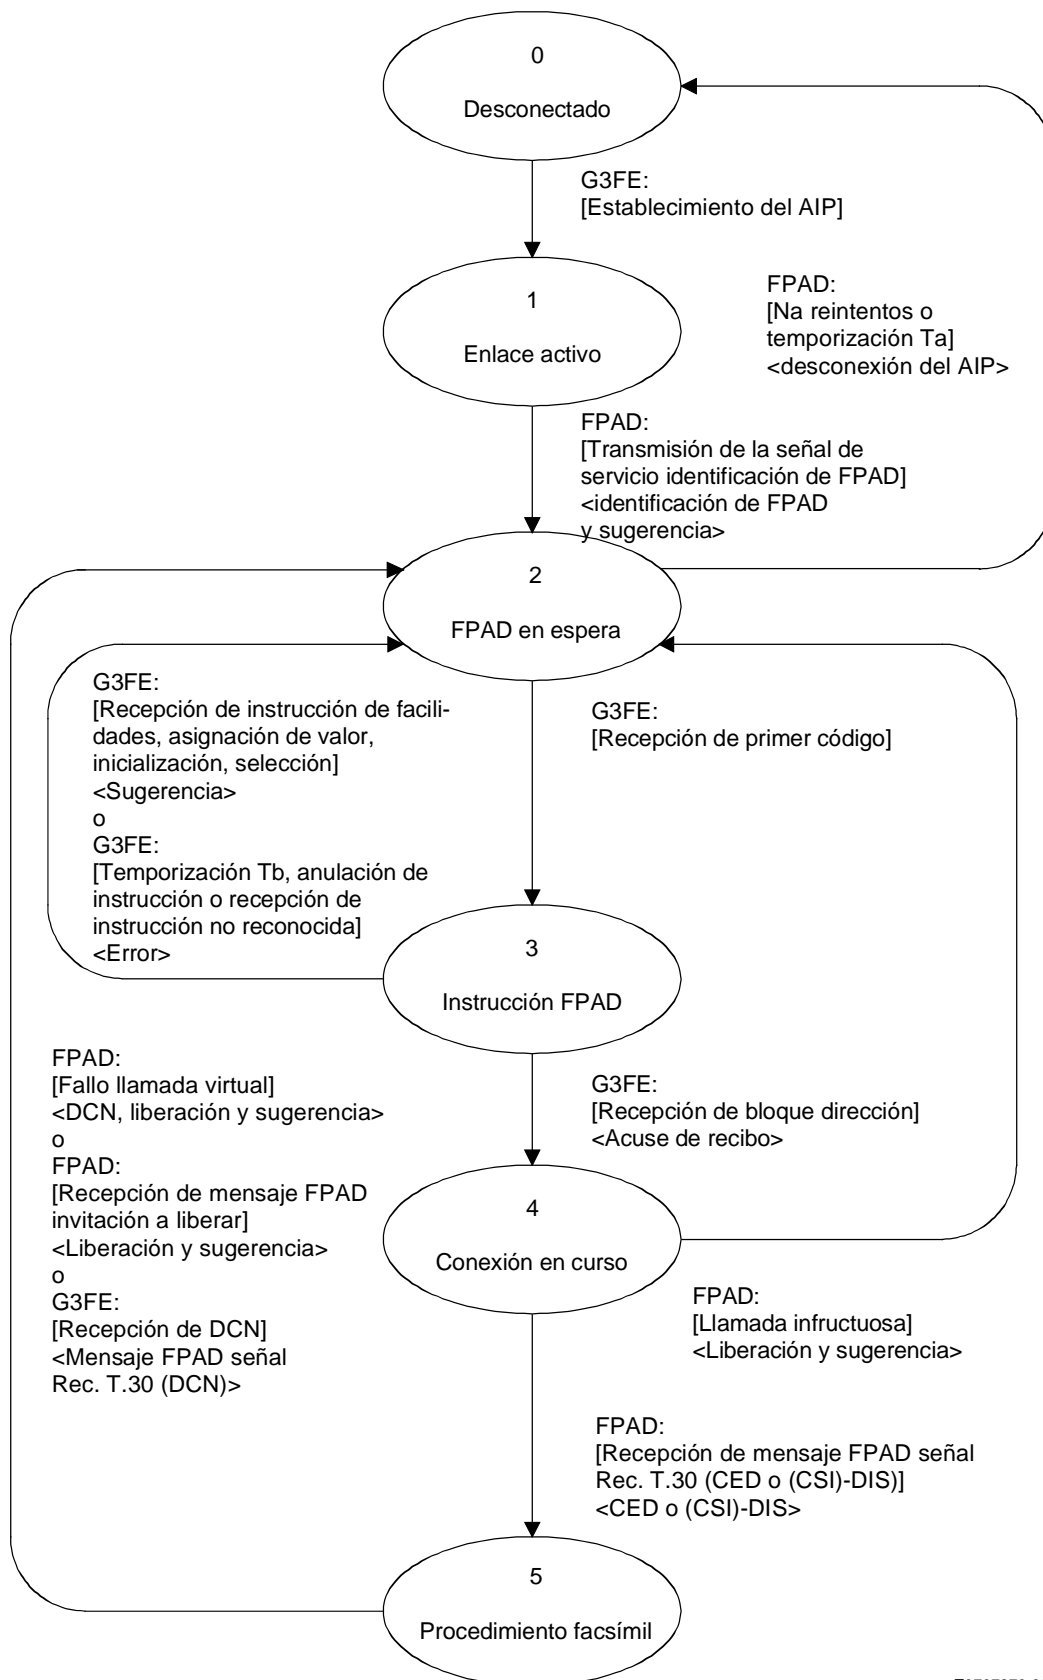 0
Desconectado
G3FE:
[Establecimiento del AIP]
1
Enlace activo
FPAD:
[Na reintentos o
temporización Ta]
<desconexión del AIP>
FPAD:
[Transmisión de la señal de
servicio identificación de FPAD]
<identificación de FPAD
y sugerencia>
2
FPAD en espera
G3FE:
[Recepción de instrucción de facili-
dades, asignación de valor,
inicialización, selección]
<Sugerencia>
o
G3FE:
[Temporización Tb, anulación de
instrucción o recepción de
instrucción no reconocida]
<Error>
G3FE:
[Recepción de primer código]
3
Instrucción FPAD
FPAD:
[Fallo llamada virtual]
<DCN, liberación y sugerencia>
o
FPAD:
[Recepción de mensaje FPAD
invitación a liberar]
<Liberación y sugerencia>
o
G3FE:
[Recepción de DCN]
<Mensaje FPAD señal
Rec. T.30 (DCN)>
G3FE:
[Recepción de bloque dirección]
<Acuse de recibo>
4
Conexión en curso
FPAD:
[Llamada infructuosa]
<Liberación y sugerencia>
FPAD:
[Recepción de mensaje FPAD señal
Rec. T.30 (CED o (CSI)-DIS)]
<CED o (CSI)-DIS>
5
Procedimiento facsímil